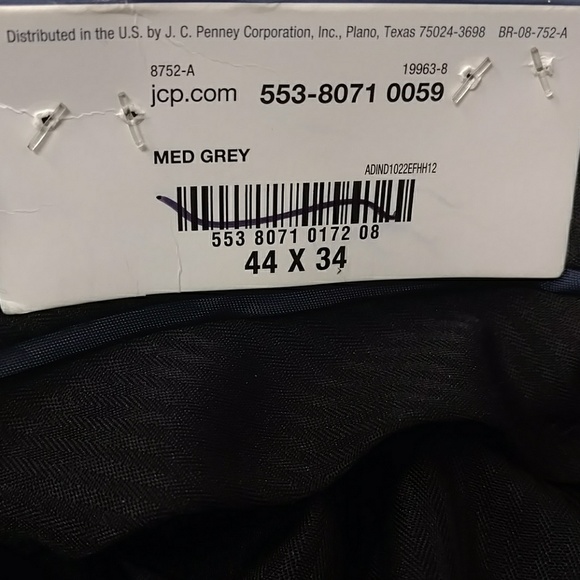 Distributed in the U.S. by J. C. Penney Corporation, Inc., Plano, Texas 75024-3698 BR-08-752-A
8752-A 19963-8
jcp.com 553-8071 0059
MED GREY
ADIND1022EFHH12
553 8071 0172 08
44 X 34